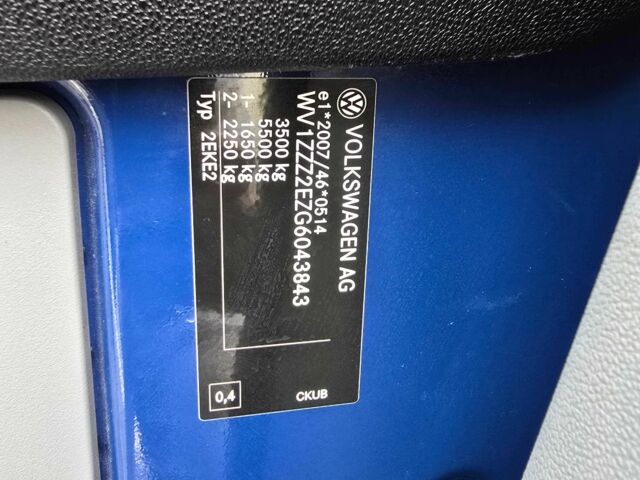 VOLKSWAGEN AG
e1*2007/46*0514
WV1ZZZ2EZG6043843
3500 kg
5500 kg
1- 1650 kg
2- 2250 kg
Typ 2EKE2
0,4
CKUB